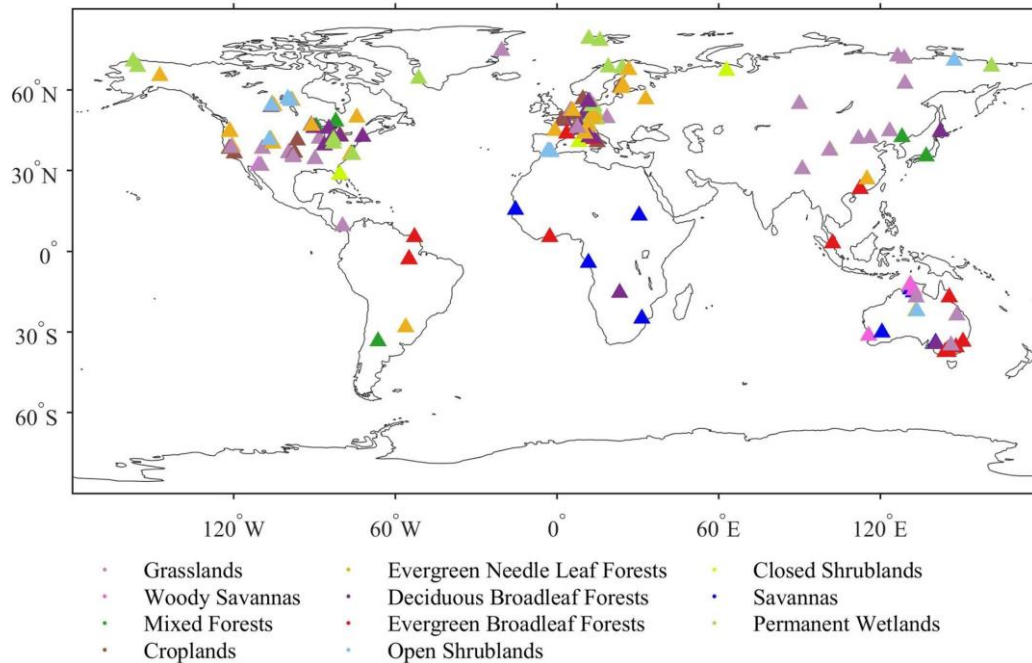 60°N
30°N
0°
30°S
60°S
120°W 60°W 0° 60°E 120°E
Grasslands Evergreen Needle Leaf Forests Closed Shrublands
Woody Savannas Deciduous Broadleaf Forests Savannas
Mixed Forests Evergreen Broadleaf Forests Permanent Wetlands
Croplands Open Shrublands